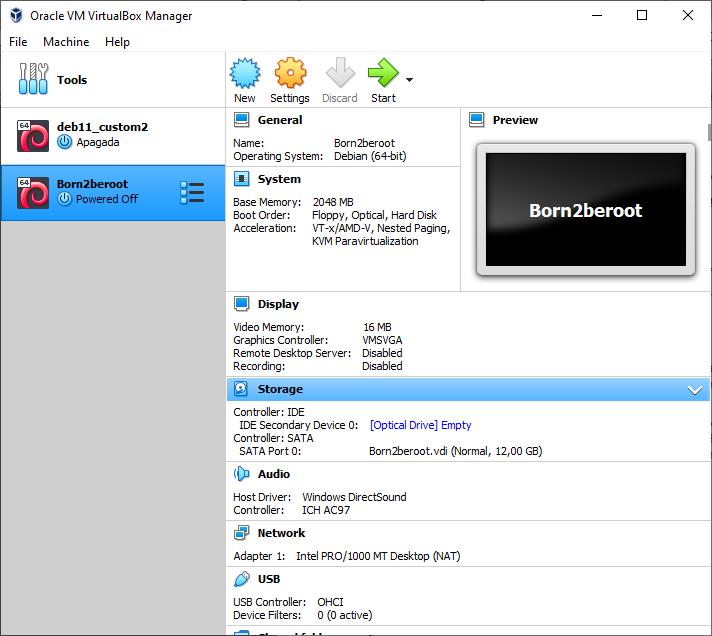 Oracle VM VirtualBox Manager
File Machine Help
Tools
New Settings Discard Start
64
deb11_custom2
Apagada
64
Born2beroot
Powered Off
General
Name: Born2beroot
Operating System: Debian (64-bit)
System
Base Memory: 2048 MB
Boot Order: Floppy, Optical, Hard Disk
Acceleration: VT-x/AMD-V, Nested Paging,
KVM Paravirtualization
Preview
Born2beroot
Display
Video Memory: 16 MB
Graphics Controller: VMSVGA
Remote Desktop Server: Disabled
Recording: Disabled
Storage
Controller: IDE
IDE Secondary Device 0: [Optical Drive] Empty
Controller: SATA
SATA Port 0: Born2beroot.vdi (Normal, 12,00 GB)
Audio
Host Driver: Windows DirectSound
Controller: ICH AC97
Network
Adapter 1: Intel PRO/1000 MT Desktop (NAT)
USB
USB Controller: OHCI
Device Filters: 0 (0 active)